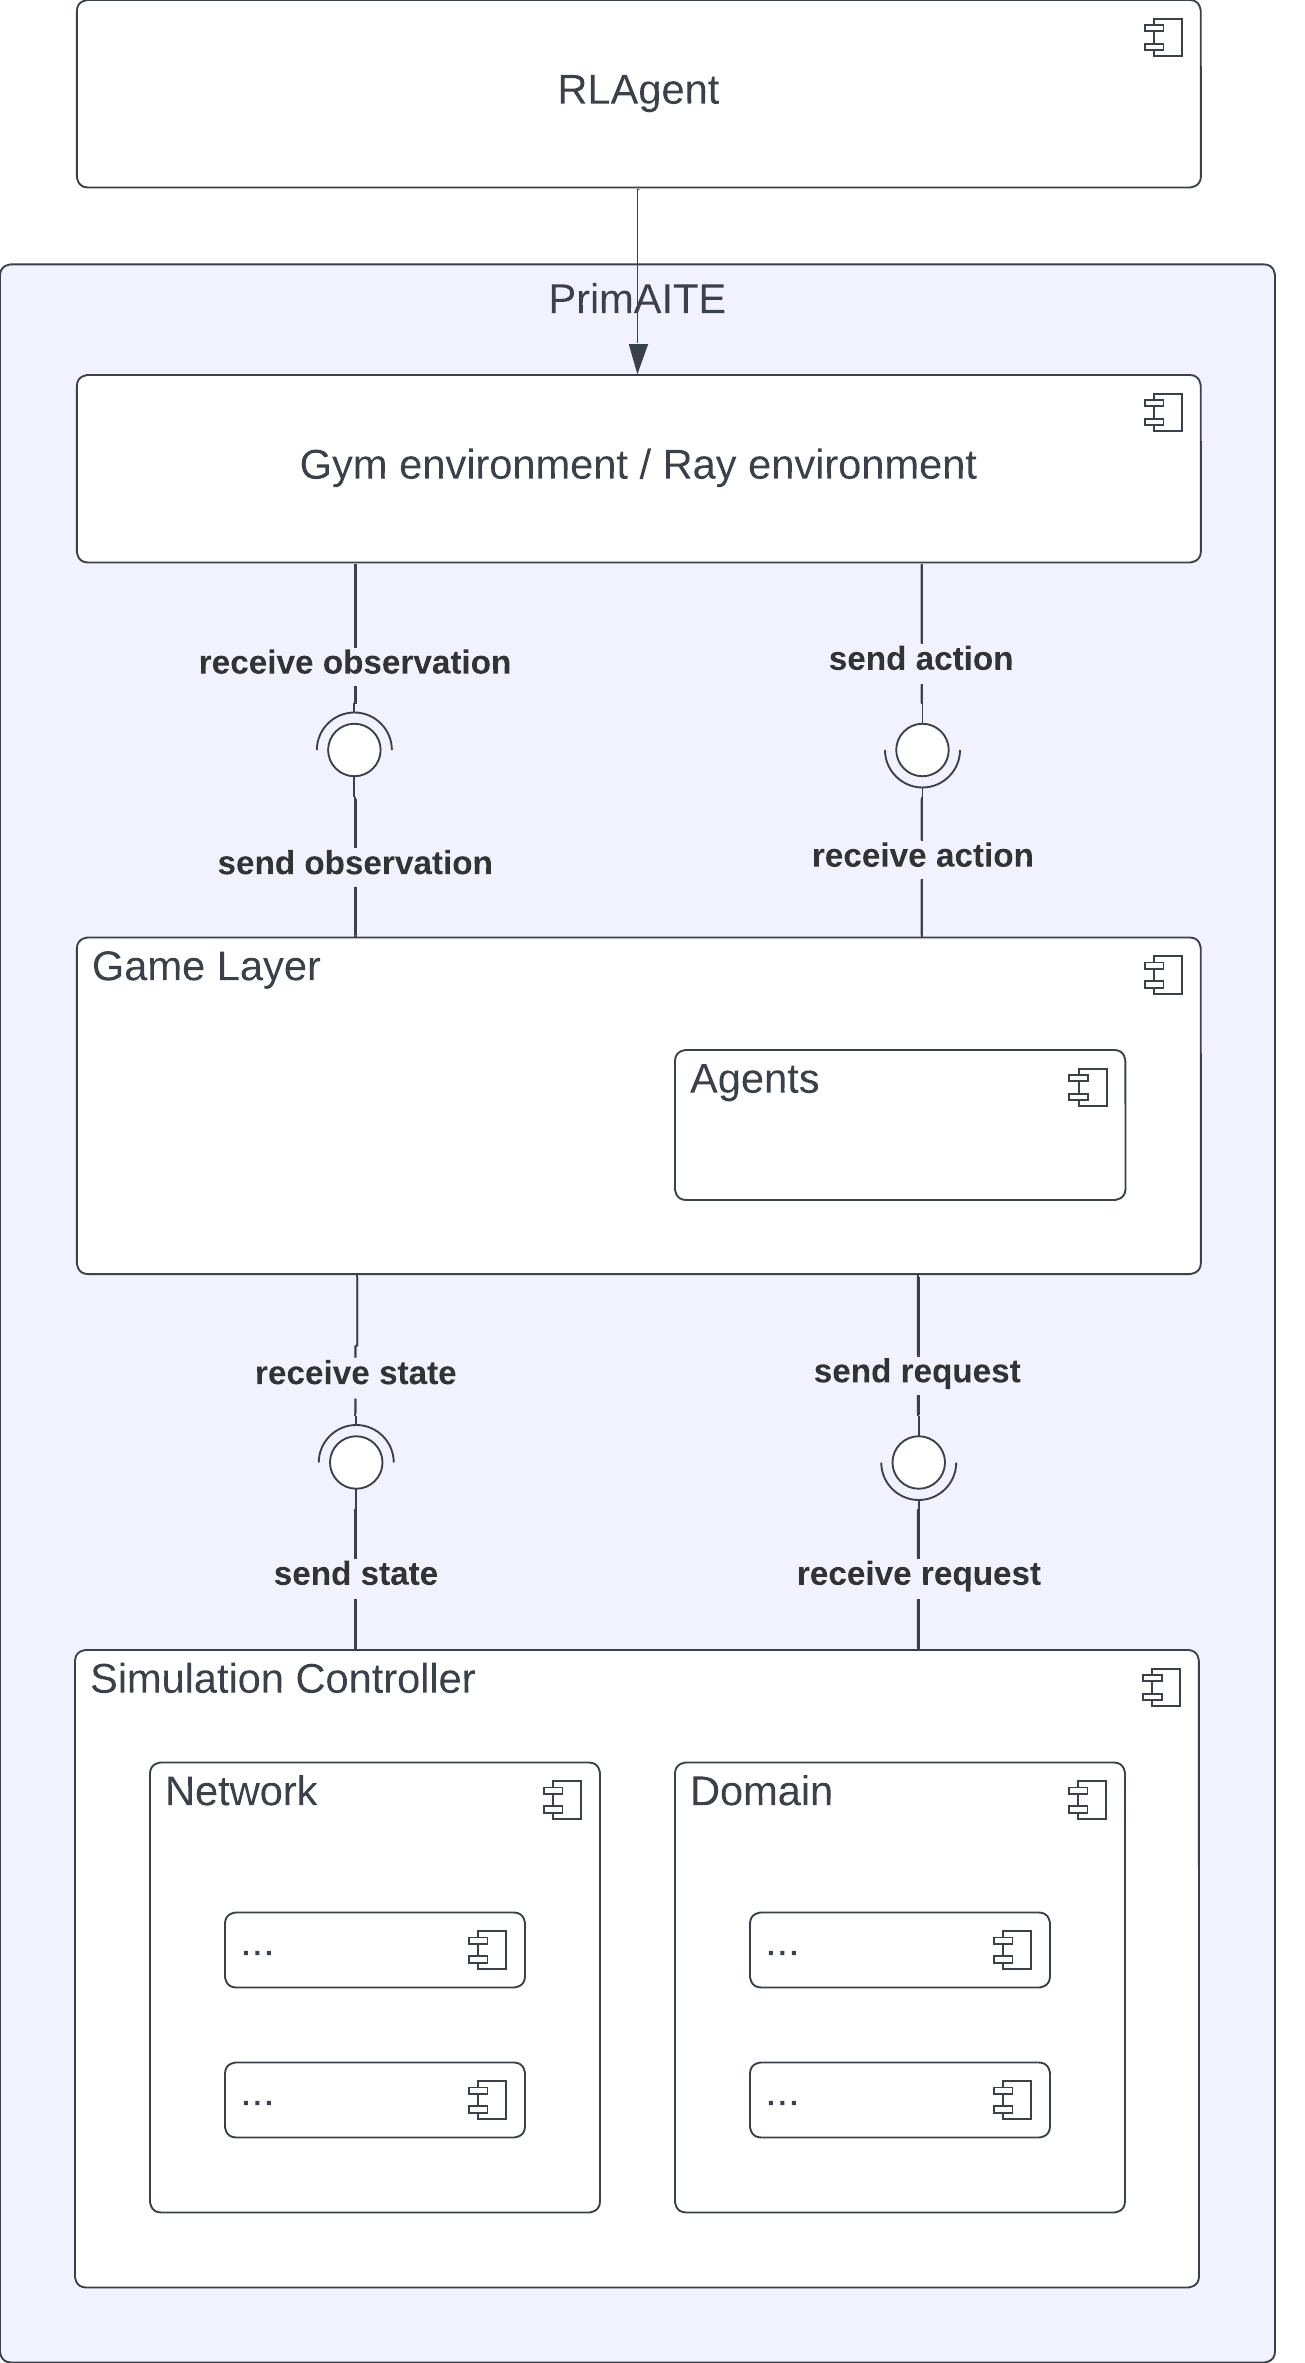 RLAgent
PrimAITE
Gym environment / Ray environment
receive observation
send action
send observation
receive action
Game Layer
Agents
receive state
send request
send state
receive request
Simulation Controller
Network
Domain
...
...
...
...